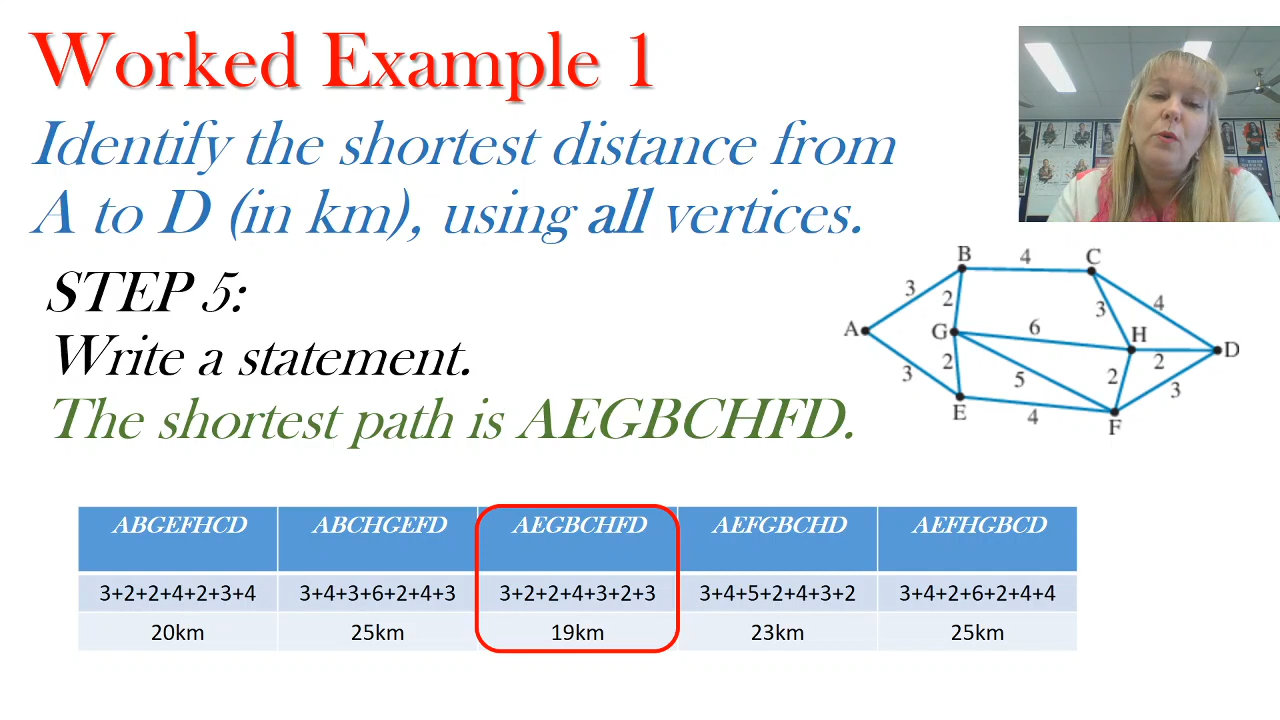 Worked Example 1
Identify the shortest distance from
A to D (in km), using all vertices.
STEP 5:
Write a statement.
The shortest path is AEGBCHFD.
B 4 C
3 2 3 4
A G 6 H D
3 2 5 2 2 3
E 4 F
ABGEFHCD ABCHGEFD AEGBCHFD AEFGBCHD AEFHGBCD
3+2+2+4+2+3+4 3+4+3+6+2+4+3 3+2+2+4+3+2+3 3+4+5+2+4+3+2 3+4+2+6+2+4+4
20km 25km 19km 23km 25km